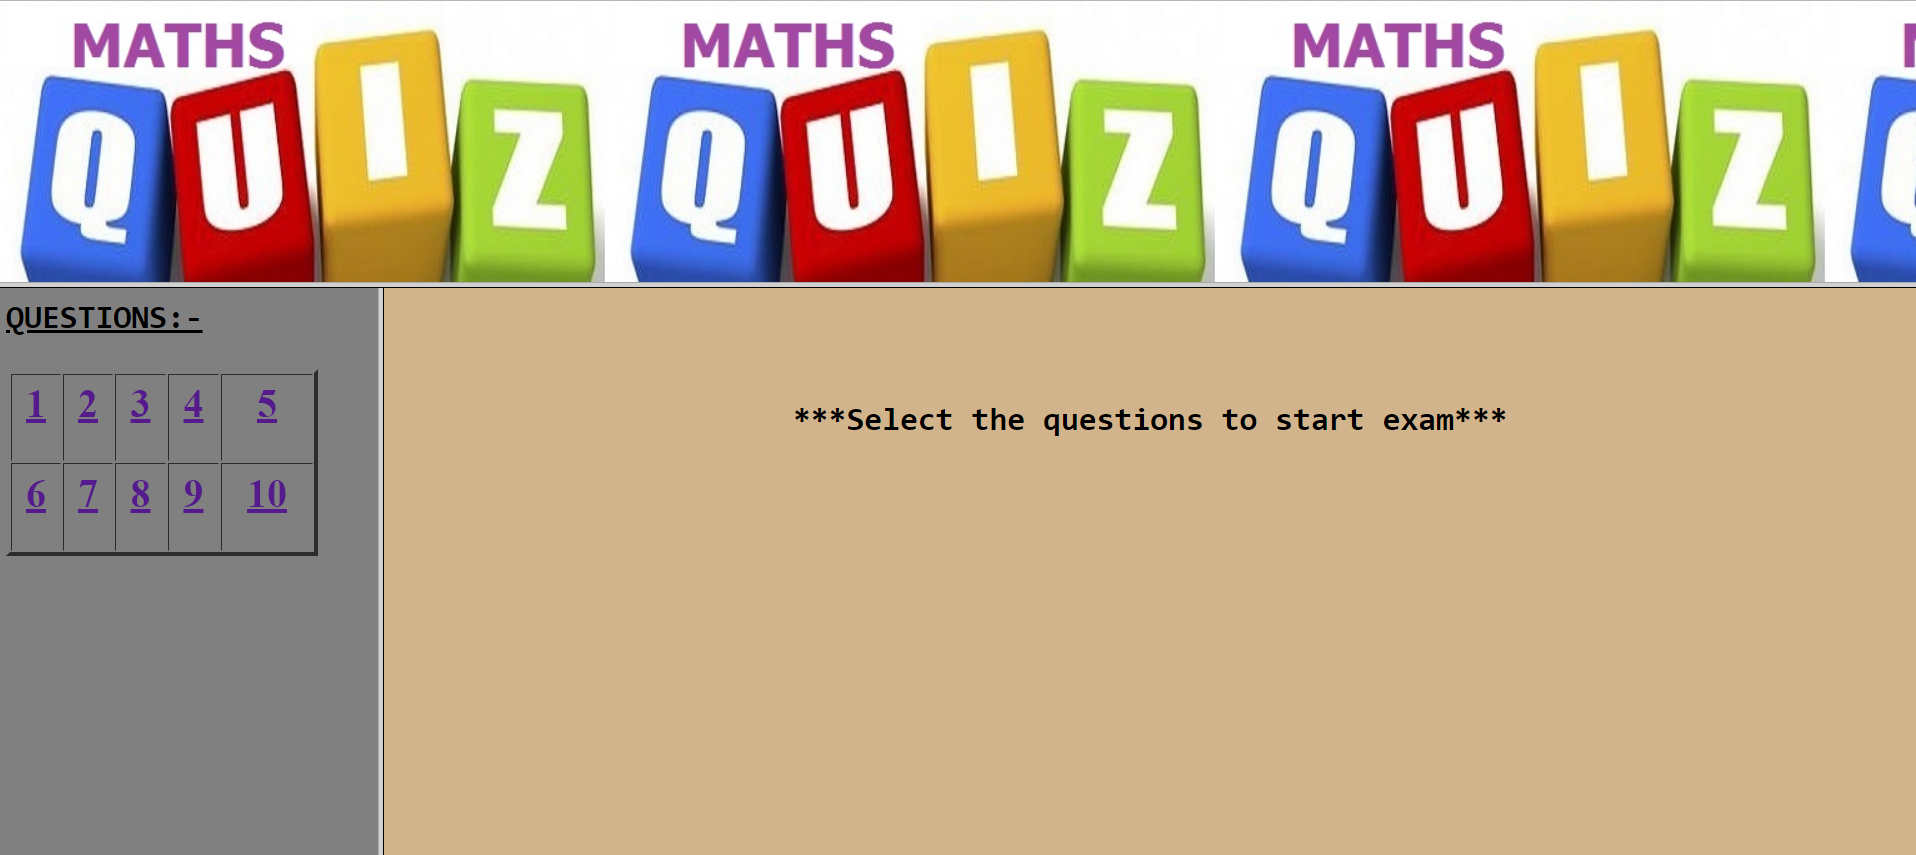 MATHS MATHS MATHS
QUIZ QUIZ QUIZ Q
QUESTIONS:-
1 2 3 4 5
6 7 8 9 10
***Select the questions to start exam***